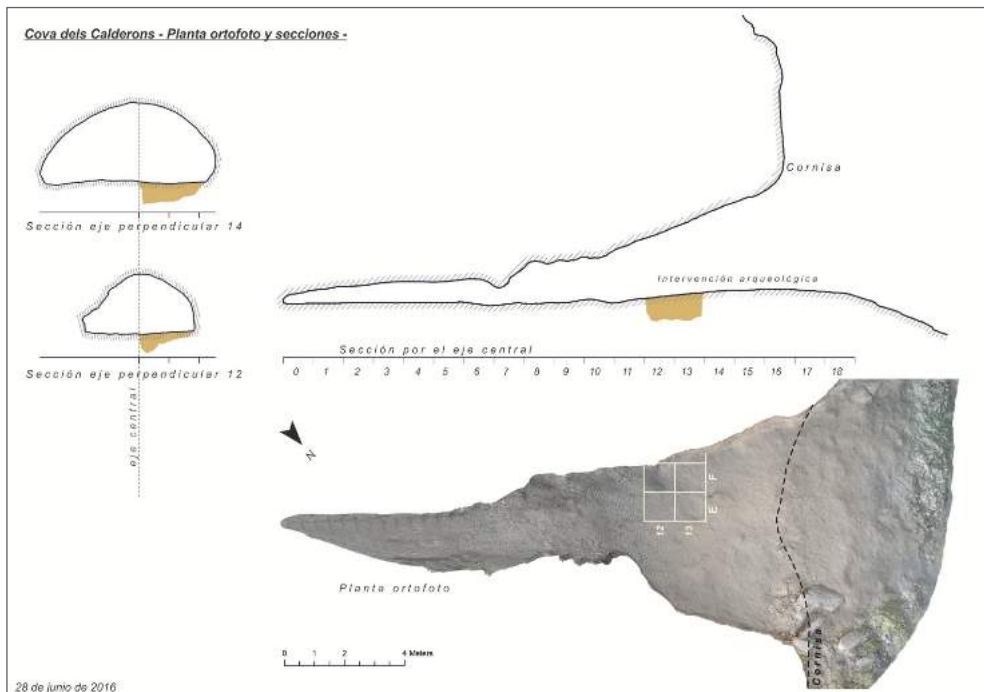 Cova dels Calderons - Planta ortofoto y secciones -
Cornisa
Sección eje perpendicular 14
Intervención arqueológica
Sección por el eje central
Sección eje perpendicular 12
0 1 2 3 4 5 6 7 8 9 10 11 12 13 14 15 16 17 18
eje central
N
F
E
12
13
Planta ortofoto
Cornisa
0 1 2 4 Meters
28 de junio de 2016